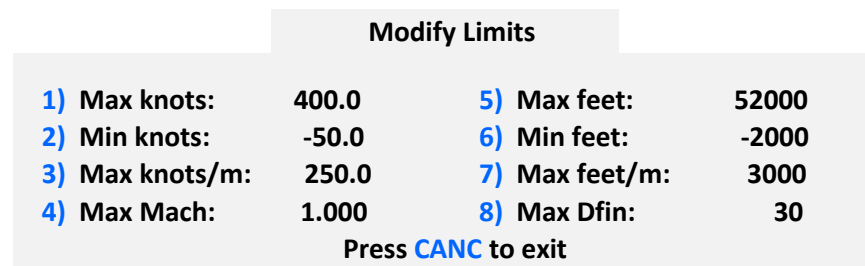 Modify Limits
1) Max knots: 400.0 5) Max feet: 52000
2) Min knots: -50.0 6) Min feet: -2000
3) Max knots/m: 250.0 7) Max feet/m: 3000
4) Max Mach: 1.000 8) Max Dfin: 30
Press CANC to exit